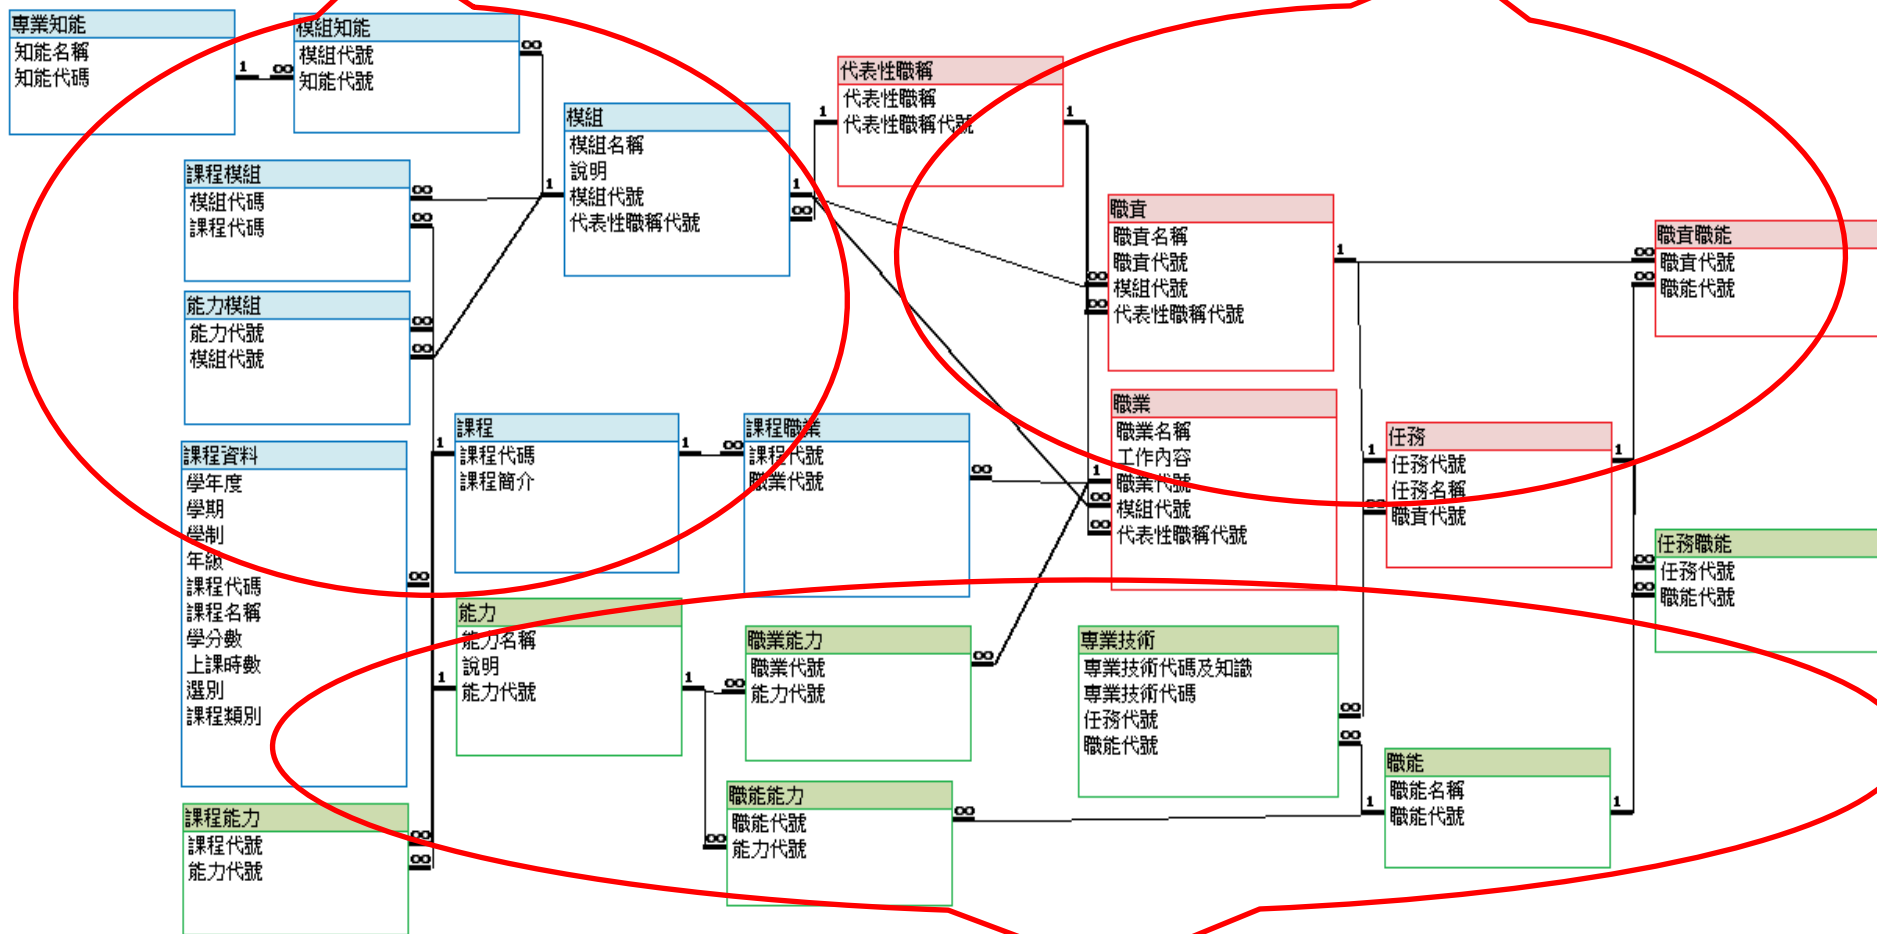 專業知能
知能名稱
知能代碼
模組知能
模組代號
知能代號
1
∞
∞
模組
模組名稱
說明
模組代號
代表性職稱代號
1
1
∞
代表性職稱
代表性職稱
代表性職稱代號
1
1
課程模組
模組代碼
課程代碼
∞
∞
能力模組
能力代號
模組代號
∞
∞
職責
職責名稱
職責代號
模組代號
代表性職稱代號
∞
∞
1
職責職能
職責代號
職能代號
∞
∞
課程資料
學年度
學期
學制
年級
課程代碼
課程名稱
學分數
上課時數
選別
課程類別
∞
課程
課程代碼
課程簡介
1
1
課程職業
課程代號
職業代號
∞
∞
職業
職業名稱
工作內容
職業代號
模組代號
代表性職稱代號
1
∞
∞
任務
任務代號
任務名稱
職責代號
1
∞
1
任務職能
任務代號
職能代號
∞
∞
能力
能力名稱
說明
能力代號
1
1
職業能力
職業代號
能力代號
∞
∞
專業技術
專業技術代碼及知識
專業技術代碼
任務代號
職能代號
∞
∞
課程能力
課程代號
能力代號
∞
∞
職能能力
職能代號
能力代號
∞
∞
職能
職能名稱
職能代號
1
1